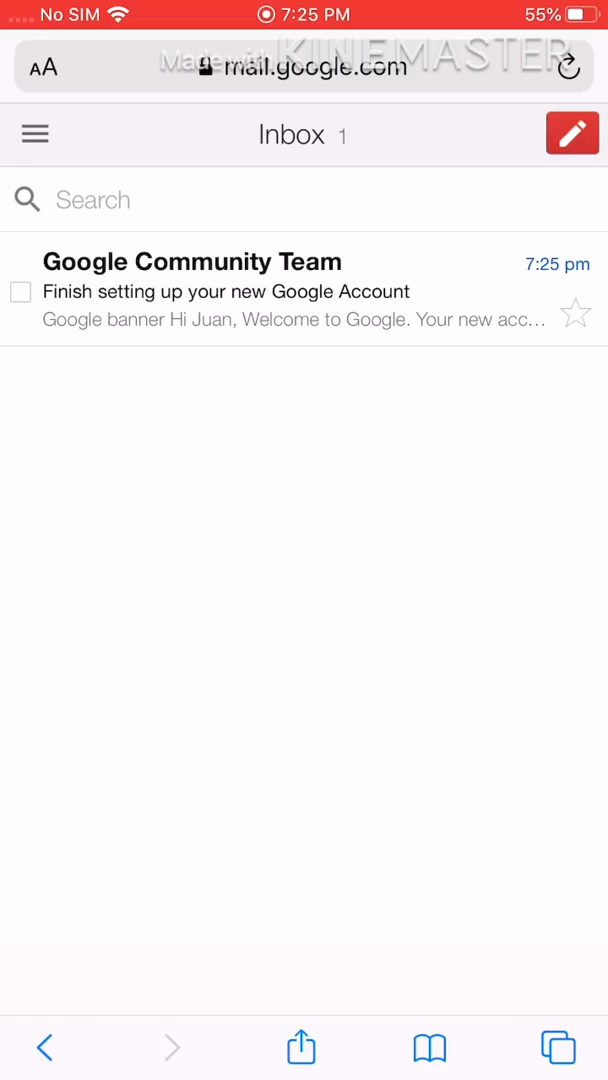 No SIM 7:25 PM 55%
Made with KINEMASTER
AA mail.google.com
Inbox 1
Search
Google Community Team 7:25 pm
Finish setting up your new Google Account
Google banner Hi Juan, Welcome to Google. Your new acc...